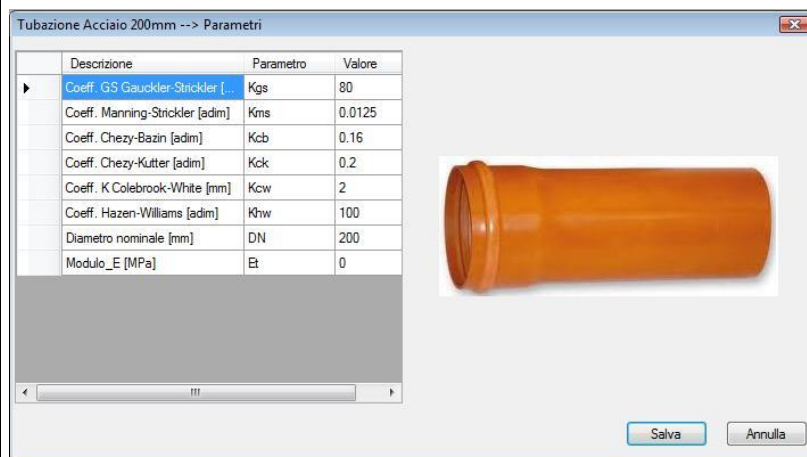 Tubazione Acciaio 200mm --> Parametri
Descrizione Parametro Valore
Coeff. GS Gauckler-Strickler [... Kgs 80
Coeff. Manning-Strickler [adim] Kms 0.0125
Coeff. Chezy-Bazin [adim] Kcb 0.16
Coeff. Chezy-Kutter [adim] Kck 0.2
Coeff. K Colebrook-White [mm] Kcw 2
Coeff. Hazen-Williams [adim] Khw 100
Diametro nominale [mm] DN 200
Modulo_E [MPa] Et 0
Salva Annulla